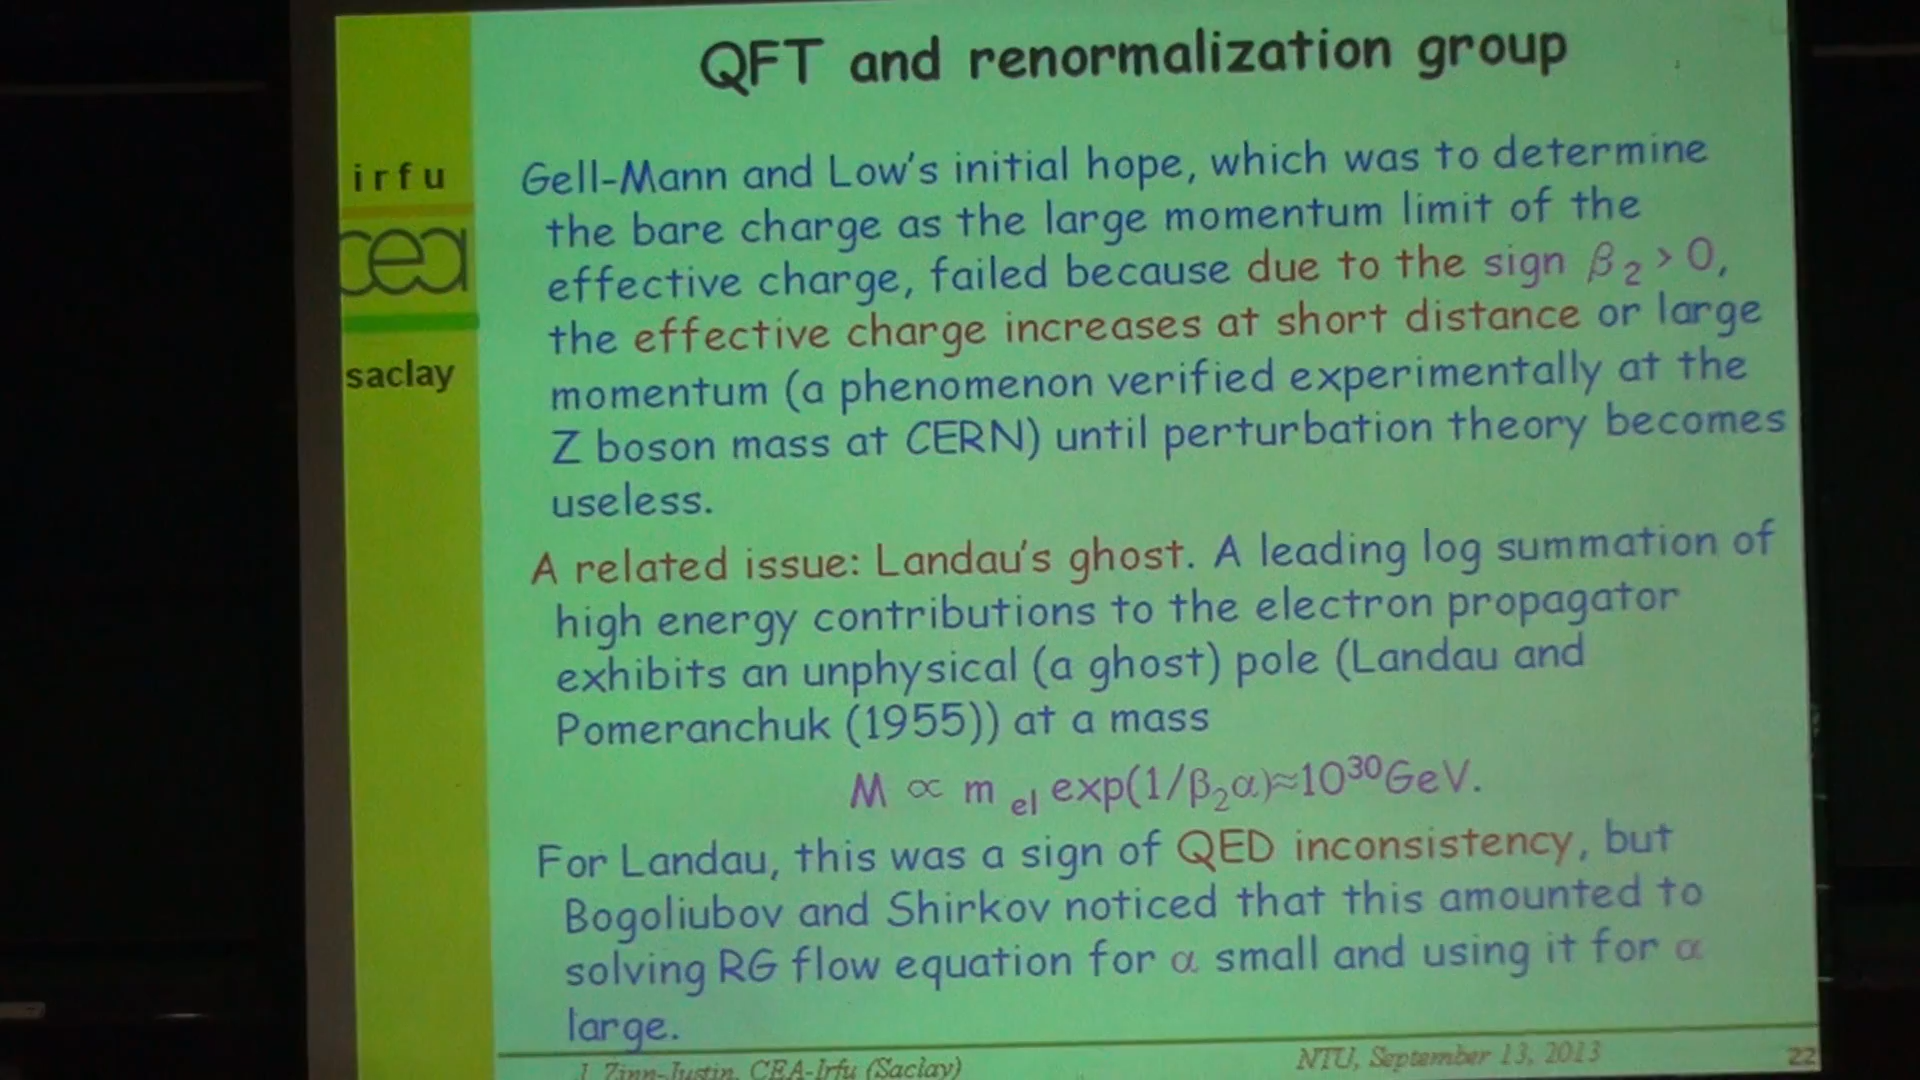 QFT and renormalization group
irfu
cea
saclay
Gell-Mann and Low's initial hope, which was to determine
the bare charge as the large momentum limit of the
effective charge, failed because due to the sign β₂ > 0,
the effective charge increases at short distance or large
momentum (a phenomenon verified experimentally at the
Z boson mass at CERN) until perturbation theory becomes
useless.
A related issue: Landau's ghost. A leading log summation of
high energy contributions to the electron propagator
exhibits an unphysical (a ghost) pole (Landau and
Pomeranchuk (1955)) at a mass
M ∝ m el exp(1/β₂α)≈10³⁰GeV.
For Landau, this was a sign of QED inconsistency, but
Bogoliubov and Shirkov noticed that this amounted to
solving RG flow equation for α small and using it for α
large.
J. Zinn-Justin, CEA-Irfu (Saclay)
NTU, September 13, 2013
22